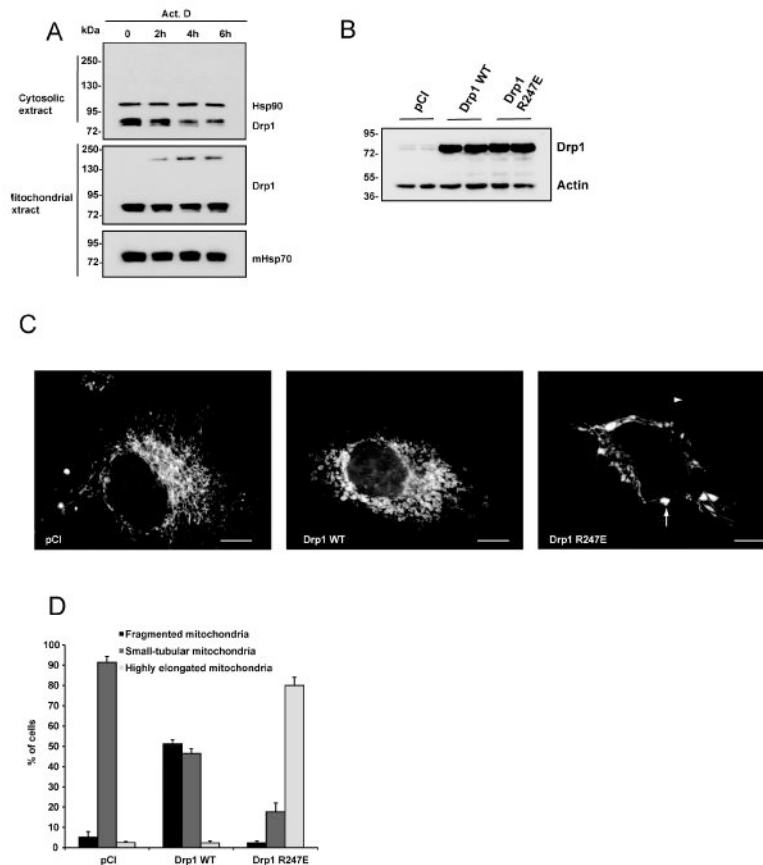 A
Act. D
kDa
0 2h 4h 6h
250-
130-
95-
72-
Cytosolic
extract
Hsp90
Drp1
250-
130-
95-
72-
Mitochondrial
extract
Drp1
95-
72-
mHsp70
B
pCI
Drp1 WT
Drp1
R247E
95-
72-
55-
36-
Drp1
Actin
C
pCI
Drp1 WT
Drp1 R247E
D
Fragmented mitochondria
Small-tubular mitochondria
Highly elongated mitochondria
% of cells
100
90
80
70
60
50
40
30
20
10
0
pCI Drp1 WT Drp1 R247E